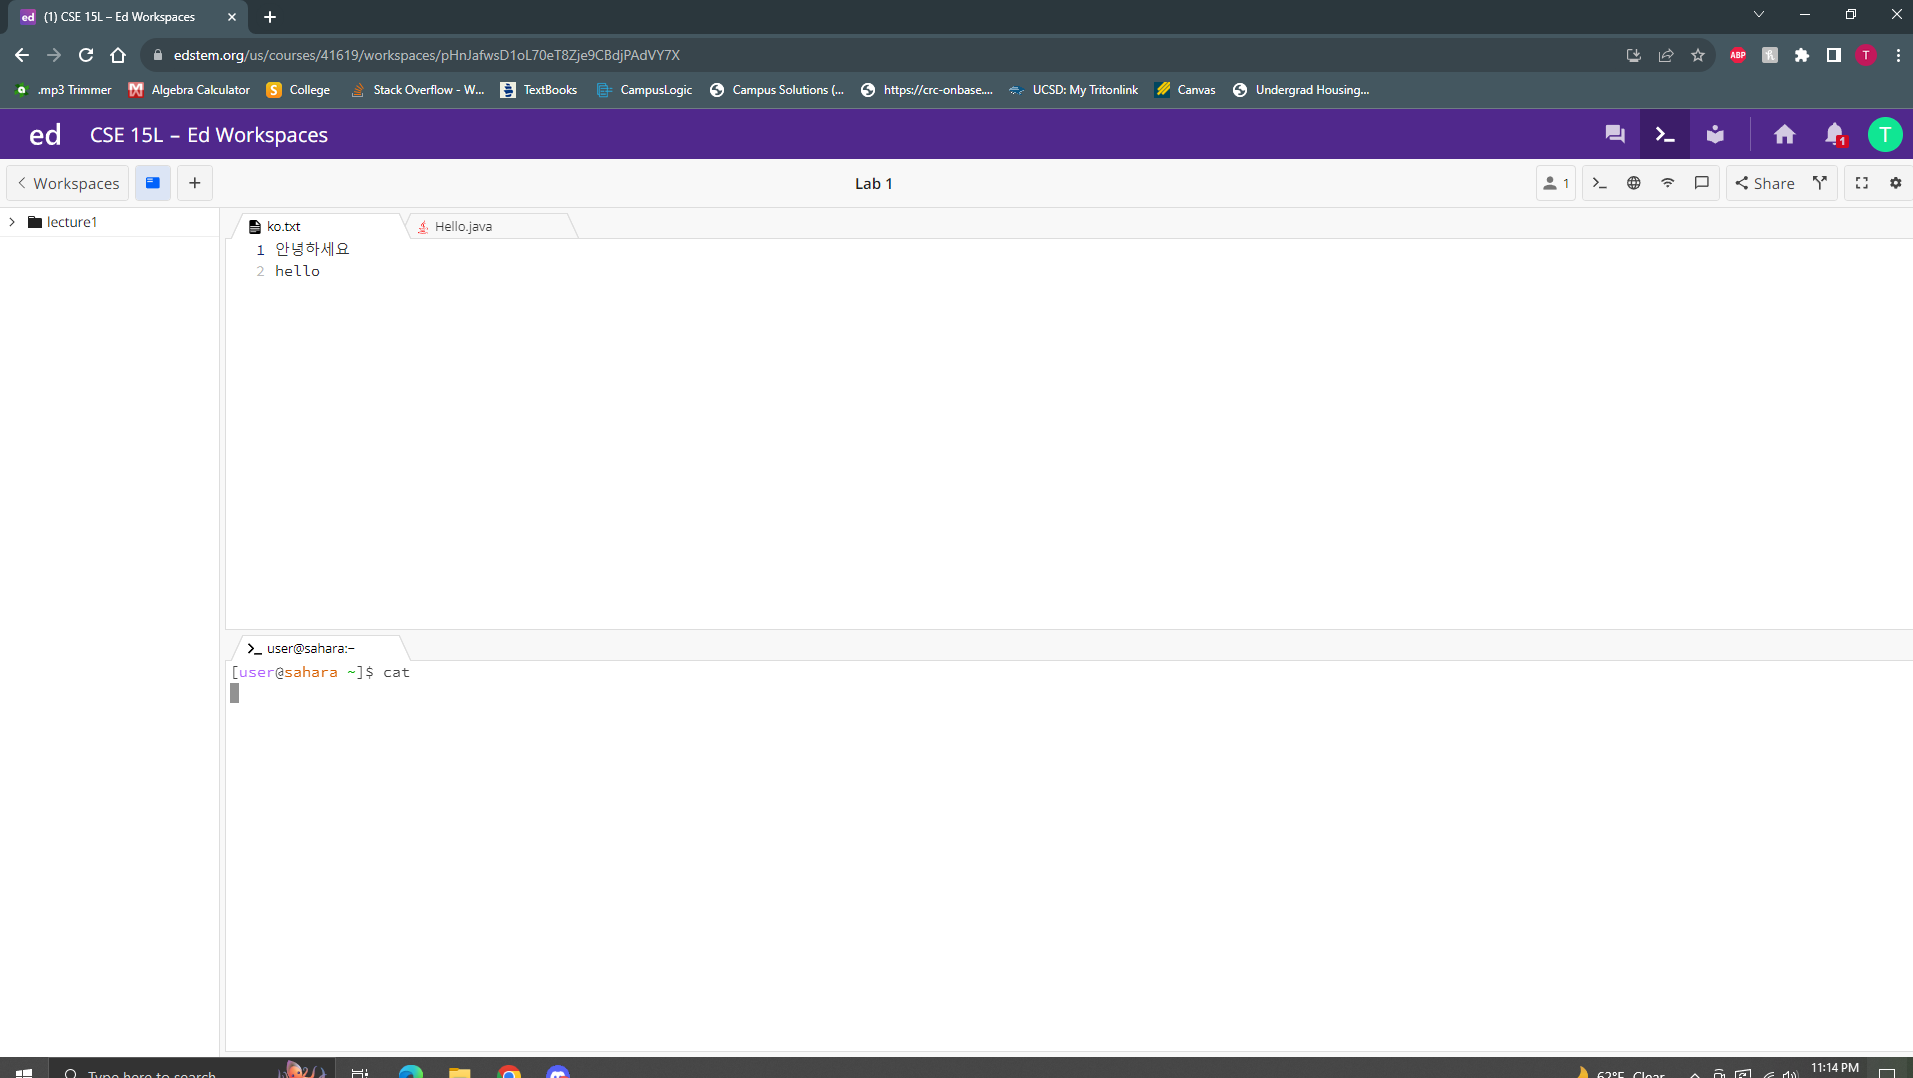 (1) CSE 15L – Ed Workspaces
edstem.org/us/courses/41619/workspaces/pHnJafwsD1oL70eT8Zje9CBdjPAdVY7X
ABP
T
.mp3 Trimmer
Algebra Calculator
College
Stack Overflow - W...
TextBooks
CampusLogic
Campus Solutions (...
https://crc-onbase....
UCSD: My Tritonlink
Canvas
Undergrad Housing...
ed
CSE 15L – Ed Workspaces
1
T
Workspaces
Lab 1
1
Share
lecture1
ko.txt
Hello.java
1 안녕하세요
2 hello
user@sahara:~
[user@sahara ~]$ cat
Type here to search
62°F Clear
11:14 PM